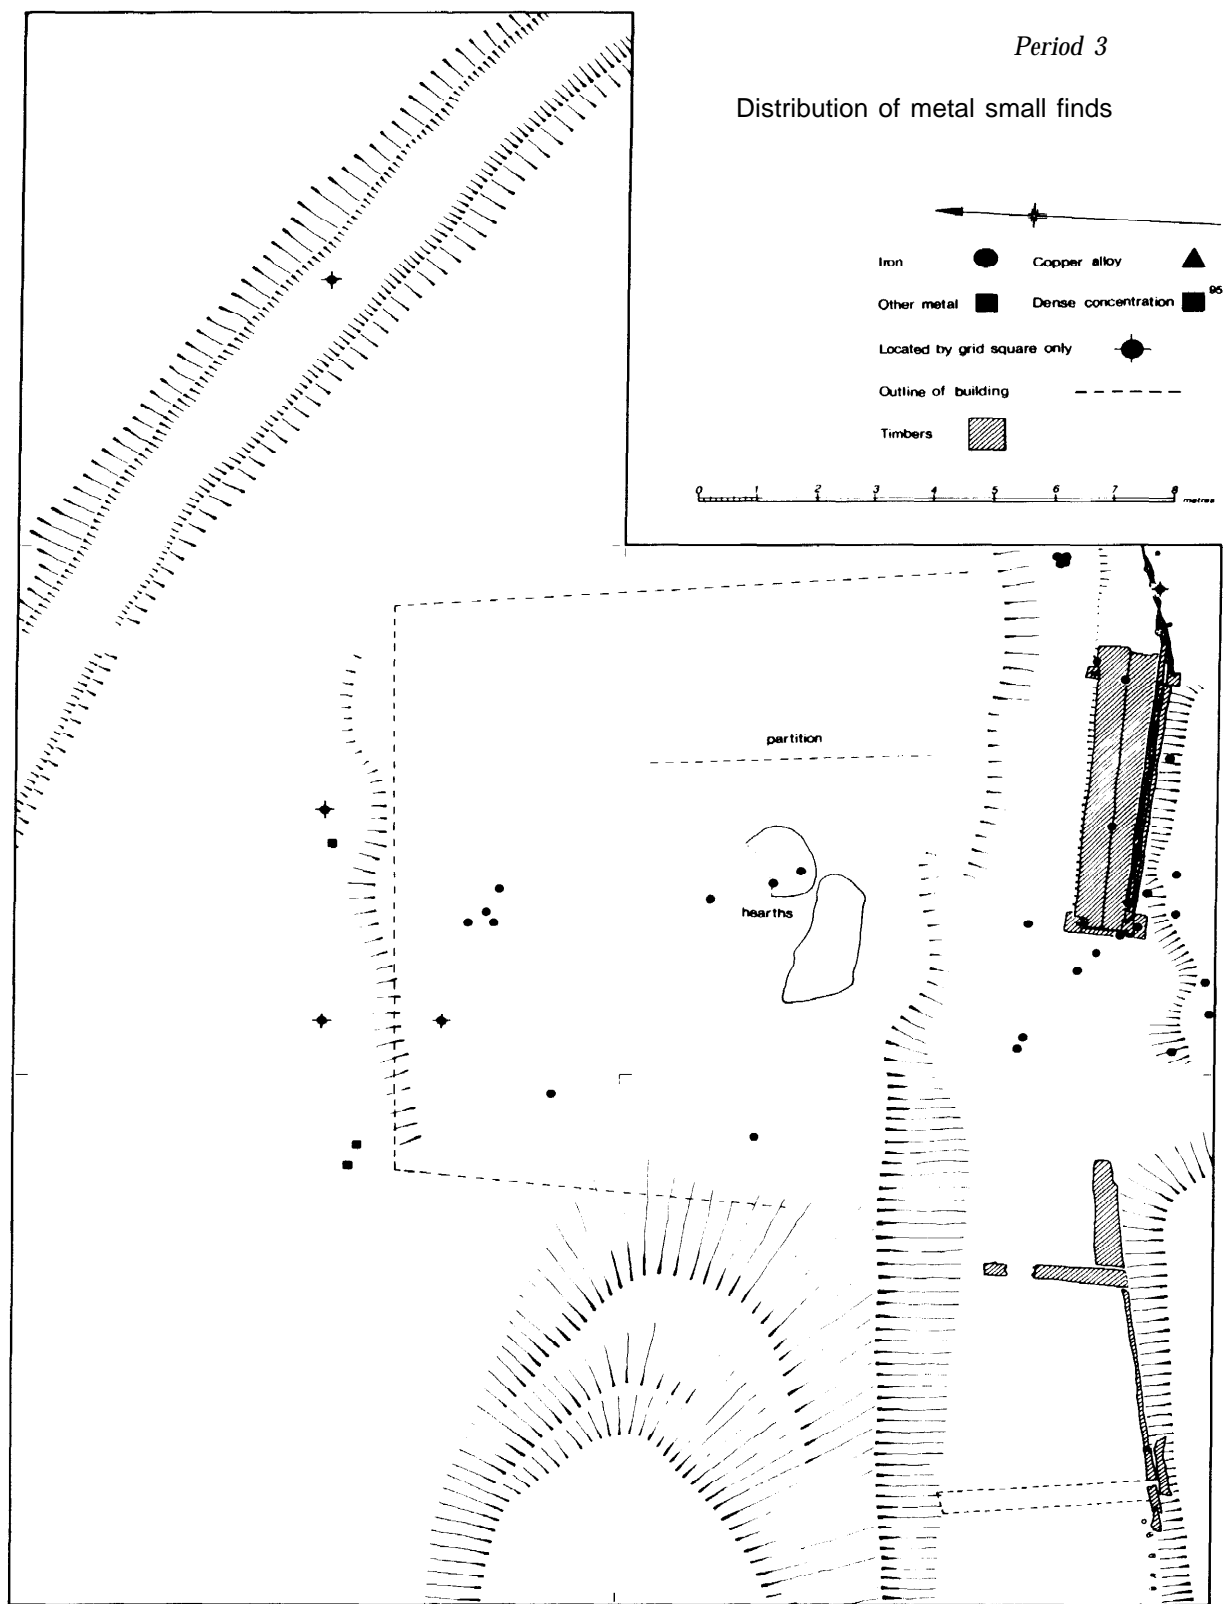 Period 3
Distribution of metal small finds
Iron Copper alloy
Other metal Dense concentration 95
Located by grid square only
Outline of building
Timbers
0 1 2 3 4 5 6 7 8 metres
partition
hearths